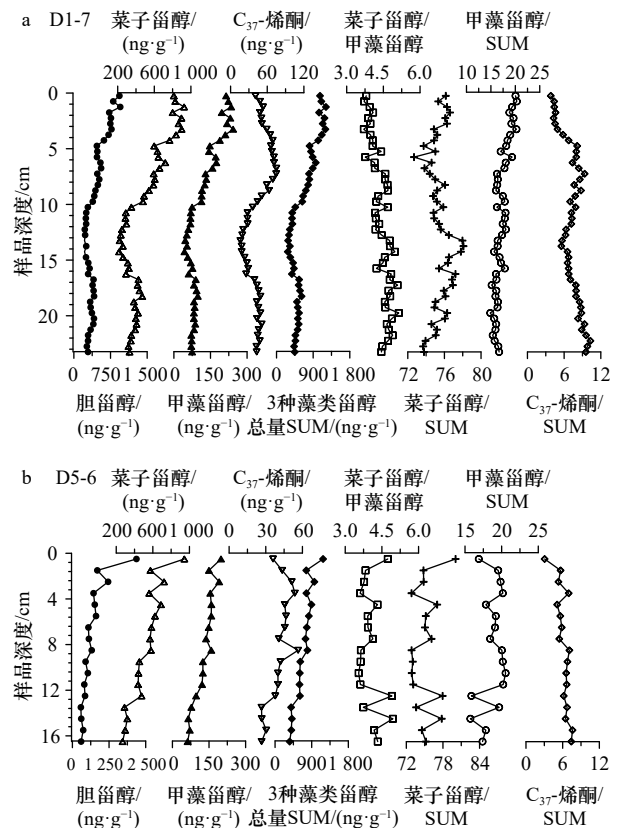 a D1-7 菜子甾醇/ C₃₇-烯酮/ 菜子甾醇/ 甲藻甾醇/
(ng·g⁻¹) (ng·g⁻¹) 甲藻甾醇 SUM
200 600 1 000 0 60 120 3.0 4.5 6.0 10 15 20 25
0
5
10
15
20
样品深度/cm
0 750 1 500 0 150 300 0 900 1 800 72 76 80 0 6 12
胆甾醇/ 甲藻甾醇/ 3种藻类甾醇 菜子甾醇/ C₃₇-烯酮/
(ng·g⁻¹) (ng·g⁻¹) 总量SUM/(ng·g⁻¹) SUM SUM
b D5-6 菜子甾醇/ C₃₇-烯酮/ 菜子甾醇/ 甲藻甾醇/
(ng·g⁻¹) (ng·g⁻¹) 甲藻甾醇 SUM
200 600 1 000 0 30 60 3.0 4.5 6.0 15 20 25
0
4
8
12
16
样品深度/cm
0 1 2 500 0 150 300 0 900 1 800 72 78 84 0 6 12
胆甾醇/ 甲藻甾醇/ 3种藻类甾醇 菜子甾醇/ C₃₇-烯酮/
(ng·g⁻¹) (ng·g⁻¹) 总量SUM/(ng·g⁻¹) SUM SUM